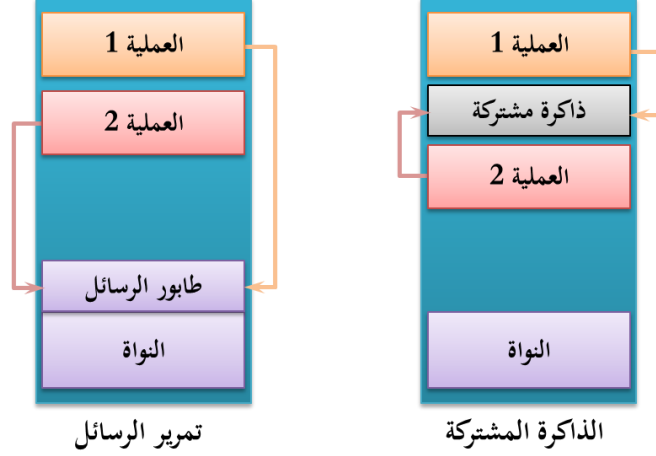 العملية 1
ذاكرة مشتركة
العملية 2
النواة
الذاكرة المشتركة
العملية 1
العملية 2
طابور الرسائل
النواة
تمرير الرسائل